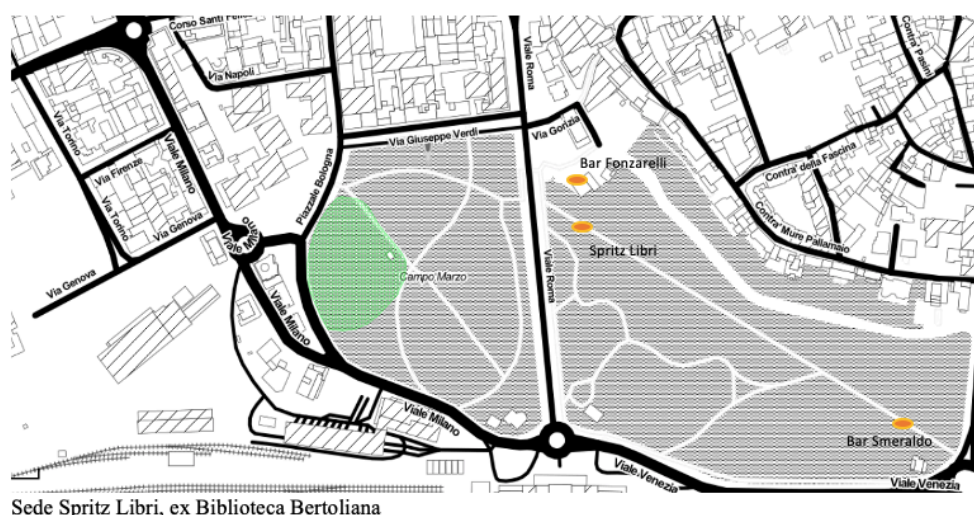 Corso Santi Felice
Via Napoli
Via Torino
Via Firenze
Viale Milano
Via Torino
Via Genova
Via Genova
Viale Milano
Viale Milano
Piazzale Bologna
Via Giuseppe Verdi
Viale Roma
Via Gorizia
Bar Fonzarelli
Spritz Libri
Campo Marzo
Viale Roma
Contra' Pasini
Contra' della Fascina
Contra' Mure Pallamaio
Viale Milano
Bar Smeraldo
Viale Venezia
Viale Venezia
Sede Spritz Libri, ex Biblioteca Bertoliana